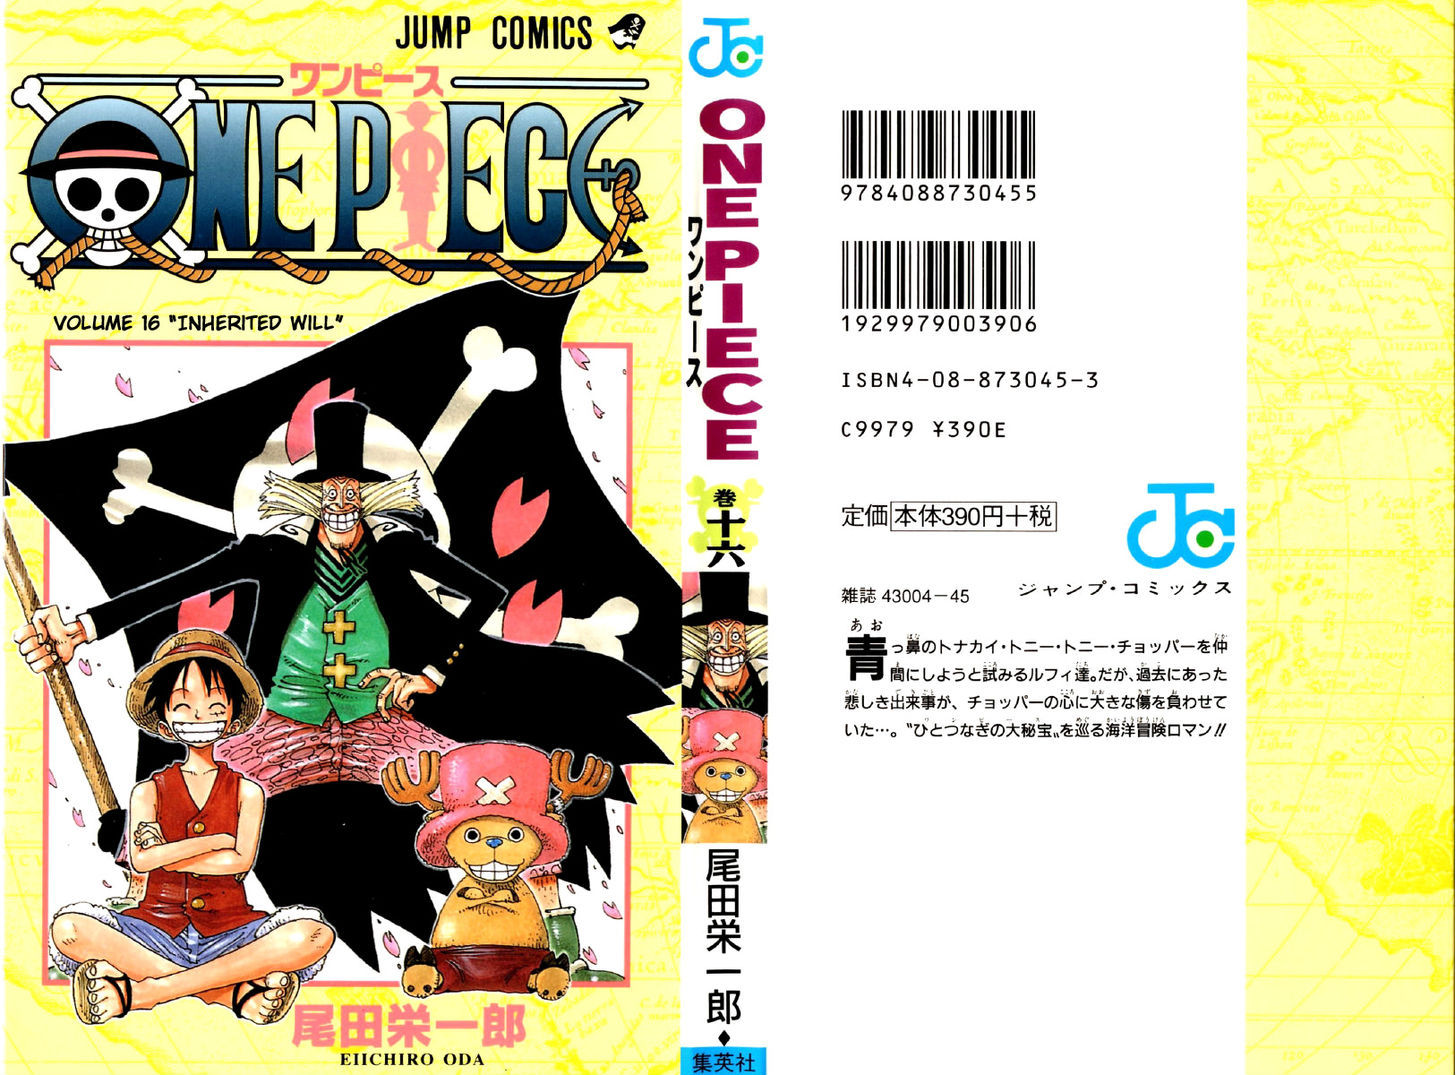 JUMP COMICS
ワンピース
ONE PIECE
VOLUME 16 "INHERITED WILL"
尾田栄一郎
EIICHIRO ODA
JC
ONE PIECE
ワンピース
巻十六
尾田栄一郎
集英社
9784088730455
1929979003906
ISBN4-08-873045-3
C9979 ¥390E
定価 本体390円+税
JC
ジャンプ・コミックス
雑誌 43004-45
青っ鼻のトナカイ・トニートニー・チョッパーを仲
間にしようと試みるルフィ達。だが、過去にあった
悲しき出来事が、チョッパーの心に大きな傷を負わせて
いた…。〝ひとつなぎの大秘宝〟を巡る海洋冒険ロマン!!